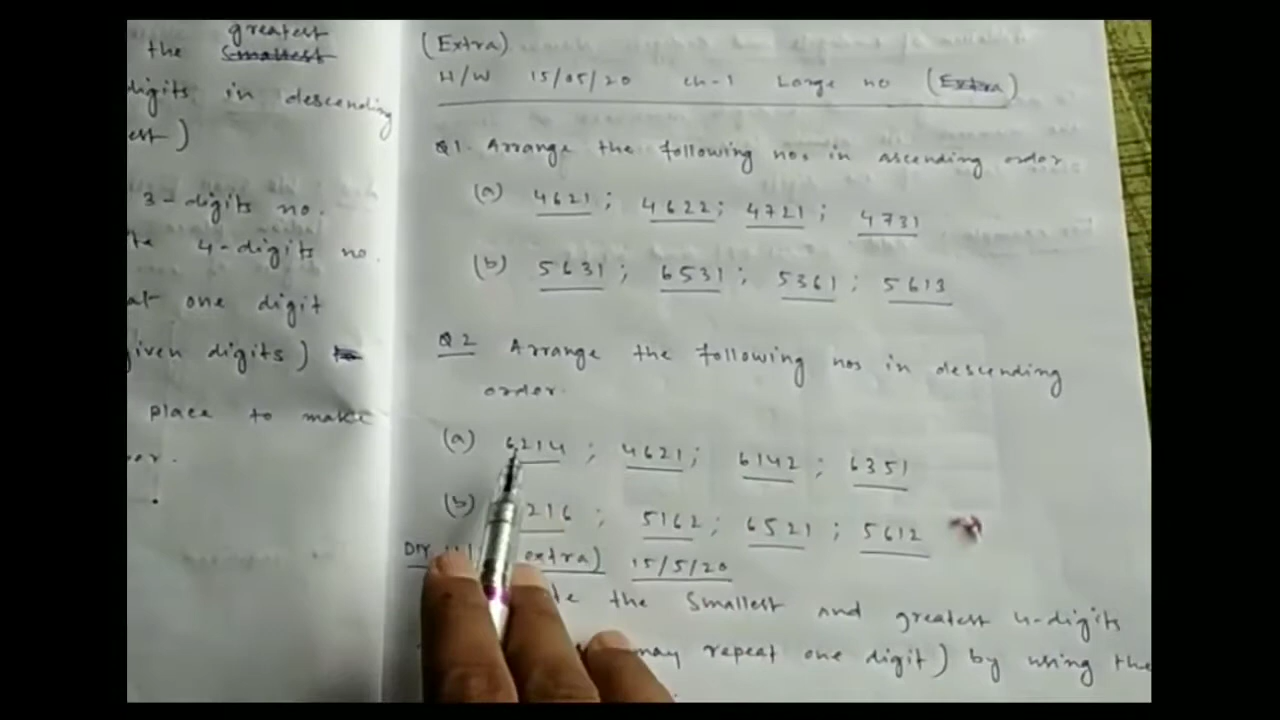 greatest
the smallest
digits in descending
est)
3-digits no.
te 4-digits no.
at one digit
given digits)
place to make
er.
(Extra)
H/W 15/05/20 ch-1 Large no (Extra)
Q1. Arrange the following nos in ascending order
(a) 4621; 4622; 4721; 4731
(b) 5631; 6531; 5361; 5613
Q2 Arrange the following nos in descending
order.
(a) 6214; 4621; 6142; 6351
(b) 216; 5162; 6521; 5612
extra) 15/5/20
te the smallest and greatest 4-digits
may repeat one digit) by using the